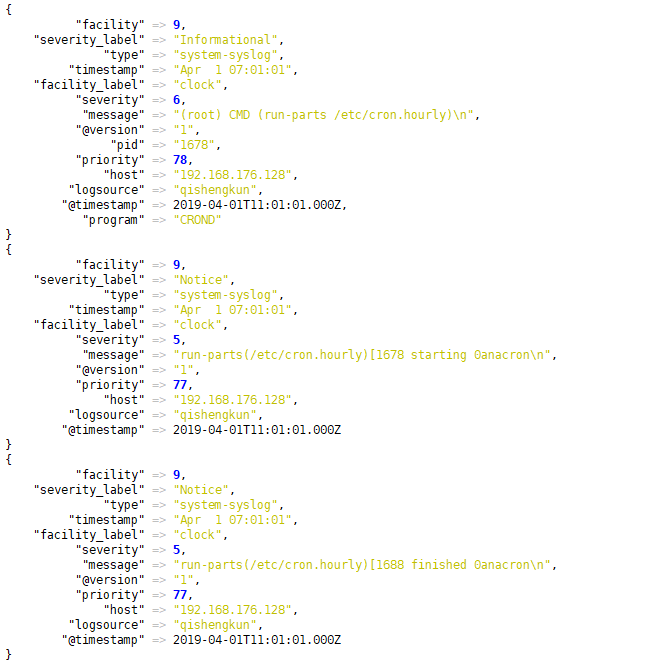 {
"facility" => 9,
"severity_label" => "Informational",
"type" => "system-syslog",
"timestamp" => "Apr  1 07:01:01",
"facility_label" => "clock",
"severity" => 6,
"message" => "(root) CMD (run-parts /etc/cron.hourly)\n",
"@version" => "1",
"pid" => "1678",
"priority" => 78,
"host" => "192.168.176.128",
"logsource" => "qishengkun",
"@timestamp" => 2019-04-01T11:01:01.000Z,
"program" => "CROND"
}
{
"facility" => 9,
"severity_label" => "Notice",
"type" => "system-syslog",
"timestamp" => "Apr  1 07:01:01",
"facility_label" => "clock",
"severity" => 5,
"message" => "run-parts(/etc/cron.hourly)[1678 starting 0anacron\n",
"@version" => "1",
"priority" => 77,
"host" => "192.168.176.128",
"logsource" => "qishengkun",
"@timestamp" => 2019-04-01T11:01:01.000Z
}
{
"facility" => 9,
"severity_label" => "Notice",
"type" => "system-syslog",
"timestamp" => "Apr  1 07:01:01",
"facility_label" => "clock",
"severity" => 5,
"message" => "run-parts(/etc/cron.hourly)[1688 finished 0anacron\n",
"@version" => "1",
"priority" => 77,
"host" => "192.168.176.128",
"logsource" => "qishengkun",
"@timestamp" => 2019-04-01T11:01:01.000Z
}